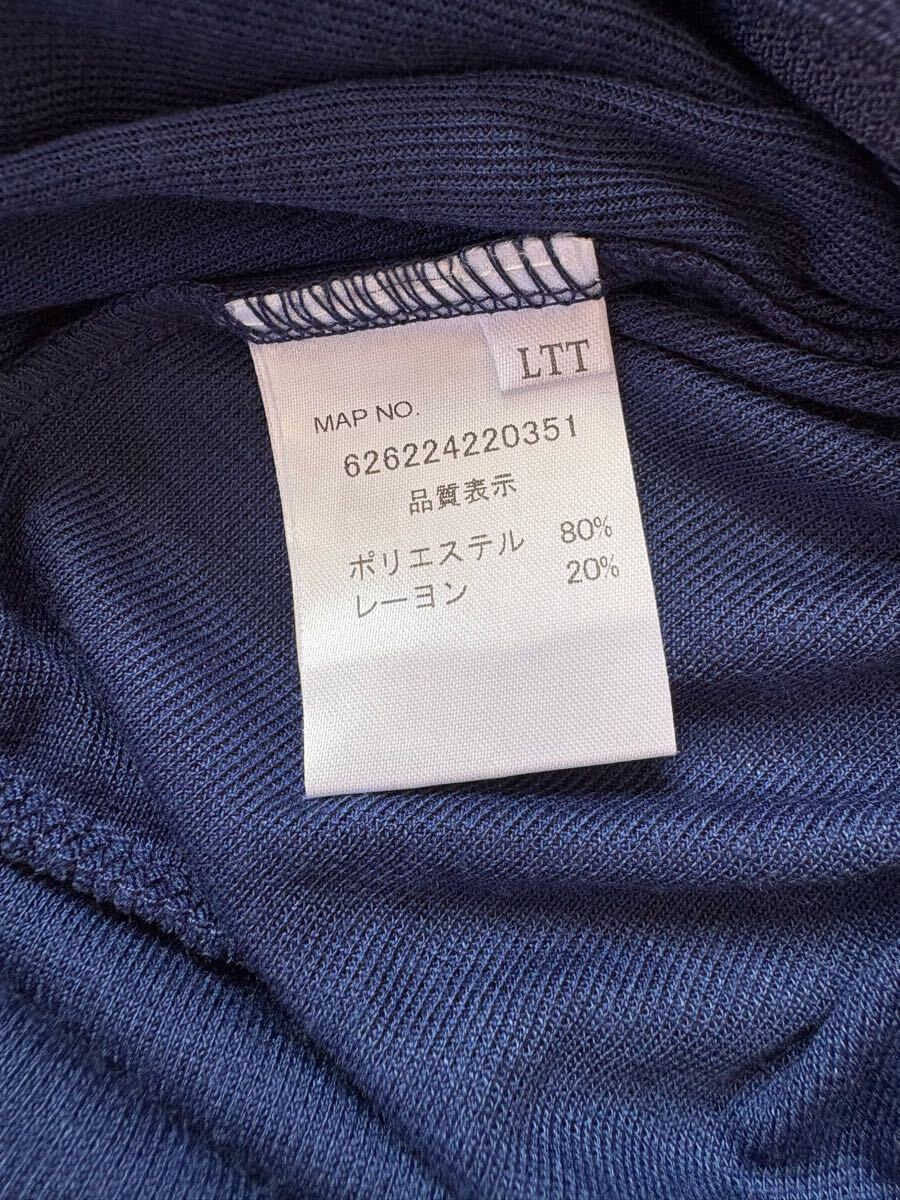 LTT
MAP NO.
626224220351
品質表示
ポリエステル 80%
レーヨン 20%